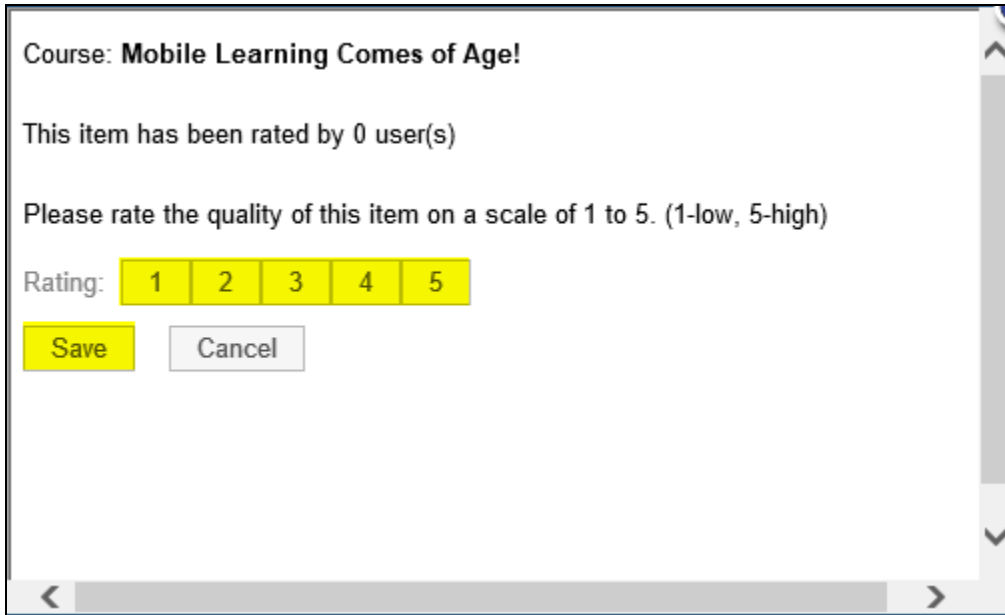 Course: Mobile Learning Comes of Age!
This item has been rated by 0 user(s)
Please rate the quality of this item on a scale of 1 to 5. (1-low, 5-high)
Rating: 1 2 3 4 5
Save Cancel